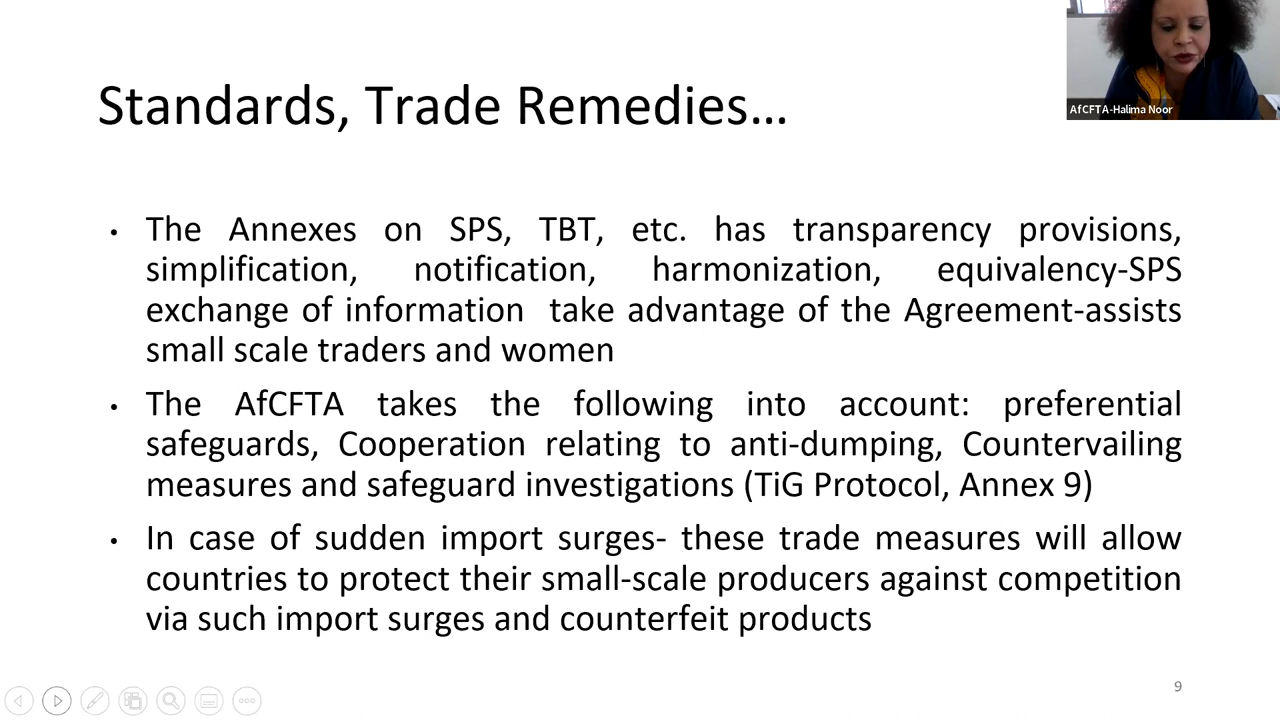 Standards, Trade Remedies...
AfCFTA-Halima Noor
• The Annexes on SPS, TBT, etc. has transparency provisions,
simplification, notification, harmonization, equivalency-SPS
exchange of information take advantage of the Agreement-assists
small scale traders and women
• The AfCFTA takes the following into account: preferential
safeguards, Cooperation relating to anti-dumping, Countervailing
measures and safeguard investigations (TiG Protocol, Annex 9)
• In case of sudden import surges- these trade measures will allow
countries to protect their small-scale producers against competition
via such import surges and counterfeit products
9